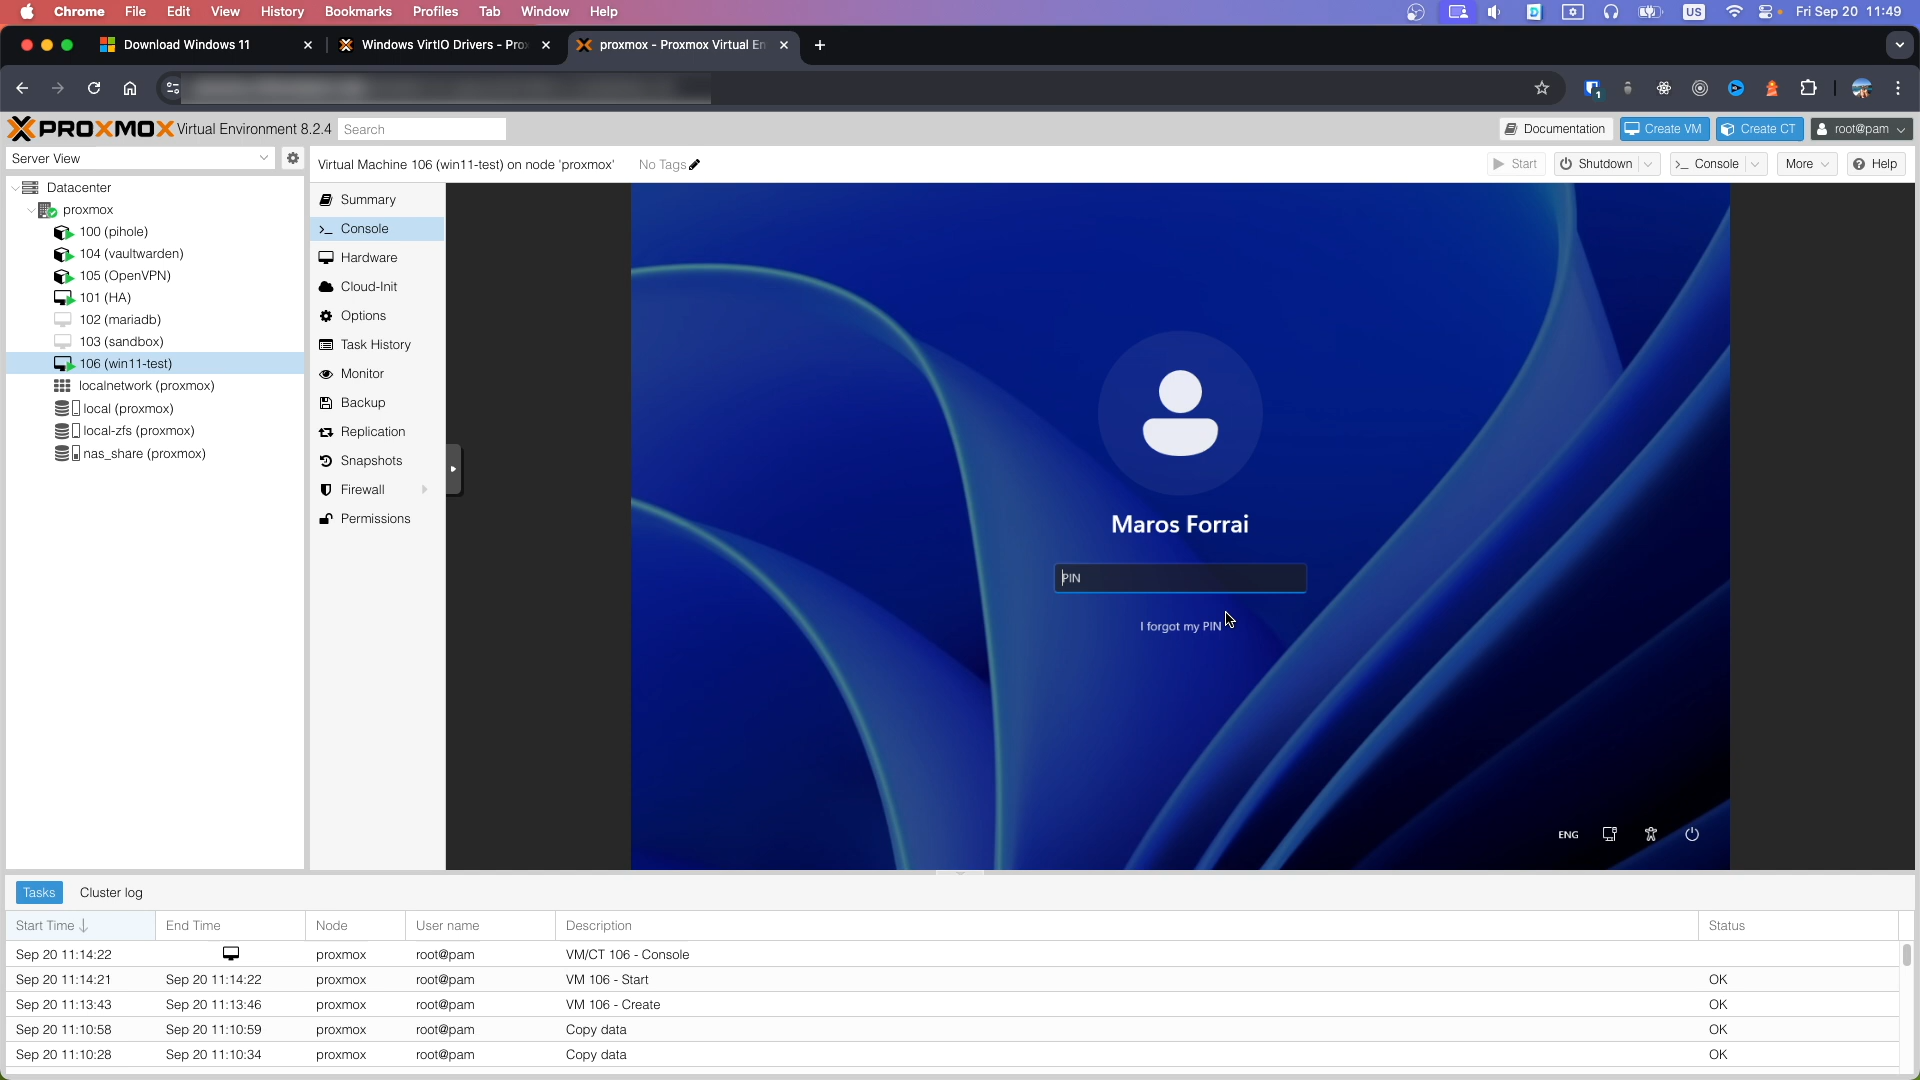 Chrome File Edit View History Bookmarks Profiles Tab Window Help US Fri Sep 20 11:49
Download Windows 11 Windows VirtIO Drivers - Pro proxmox - Proxmox Virtual En
1
PROXMOX Virtual Environment 8.2.4 Search Documentation Create VM Create CT root@pam
Server View
Virtual Machine 106 (win11-test) on node 'proxmox' No Tags Start Shutdown Console More Help
Datacenter
proxmox
100 (pihole)
104 (vaultwarden)
105 (OpenVPN)
101 (HA)
102 (mariadb)
103 (sandbox)
106 (win11-test)
localnetwork (proxmox)
local (proxmox)
local-zfs (proxmox)
nas_share (proxmox)
Summary
Console
Hardware
Cloud-Init
Options
Task History
Monitor
Backup
Replication
Snapshots
Firewall
Permissions
Maros Forrai
PIN
I forgot my PIN
ENG
Tasks Cluster log
Start Time End Time Node User name Description Status
Sep 20 11:14:22 proxmox root@pam VM/CT 106 - Console
Sep 20 11:14:21 Sep 20 11:14:22 proxmox root@pam VM 106 - Start OK
Sep 20 11:13:43 Sep 20 11:13:46 proxmox root@pam VM 106 - Create OK
Sep 20 11:10:58 Sep 20 11:10:59 proxmox root@pam Copy data OK
Sep 20 11:10:28 Sep 20 11:10:34 proxmox root@pam Copy data OK